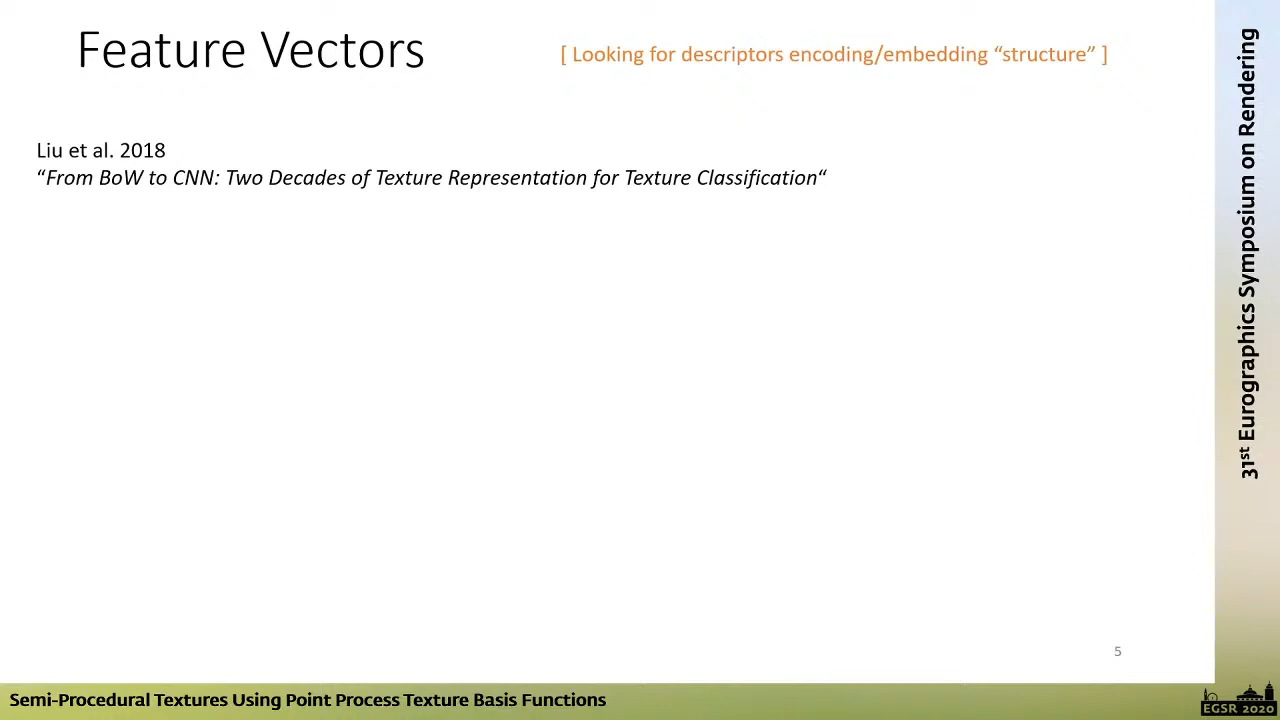 Feature Vectors
[ Looking for descriptors encoding/embedding “structure” ]
Liu et al. 2018
“From BoW to CNN: Two Decades of Texture Representation for Texture Classification“
5
Semi-Procedural Textures Using Point Process Texture Basis Functions
31st Eurographics Symposium on Rendering
EGSR 2020